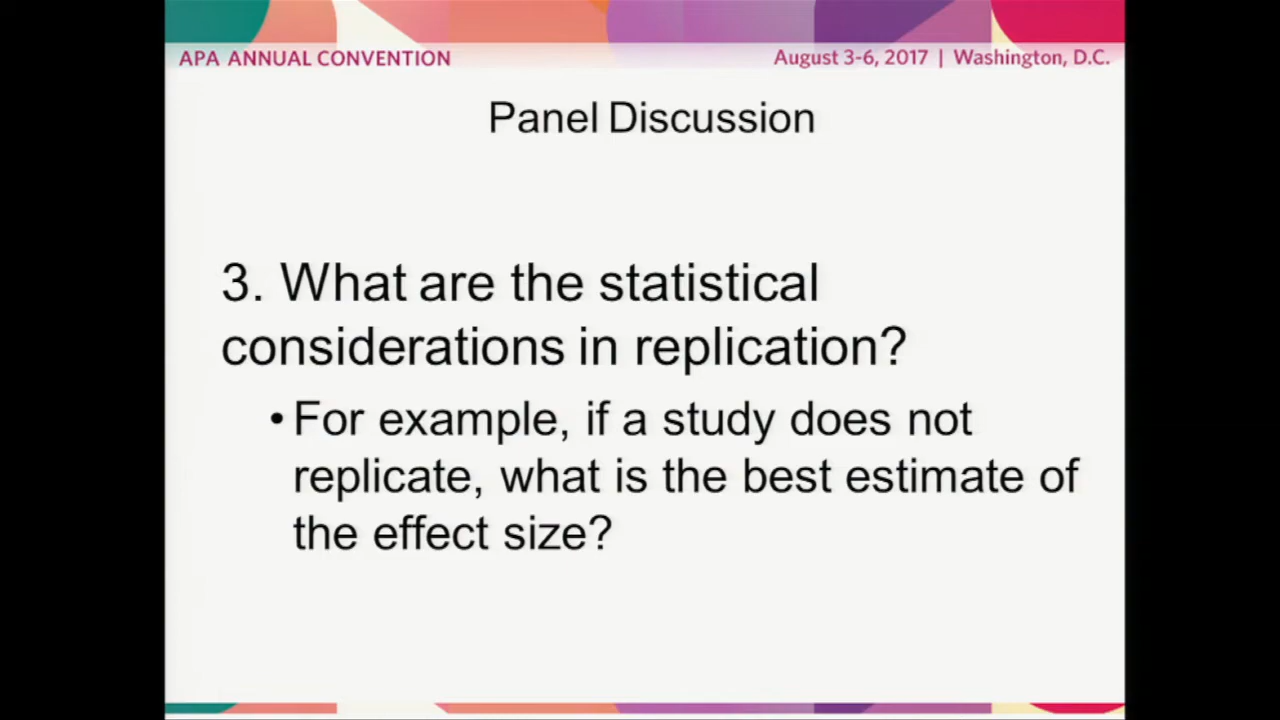 APA ANNUAL CONVENTION
August 3-6, 2017 | Washington, D.C.
Panel Discussion
3. What are the statistical
considerations in replication?
• For example, if a study does not
replicate, what is the best estimate of
the effect size?